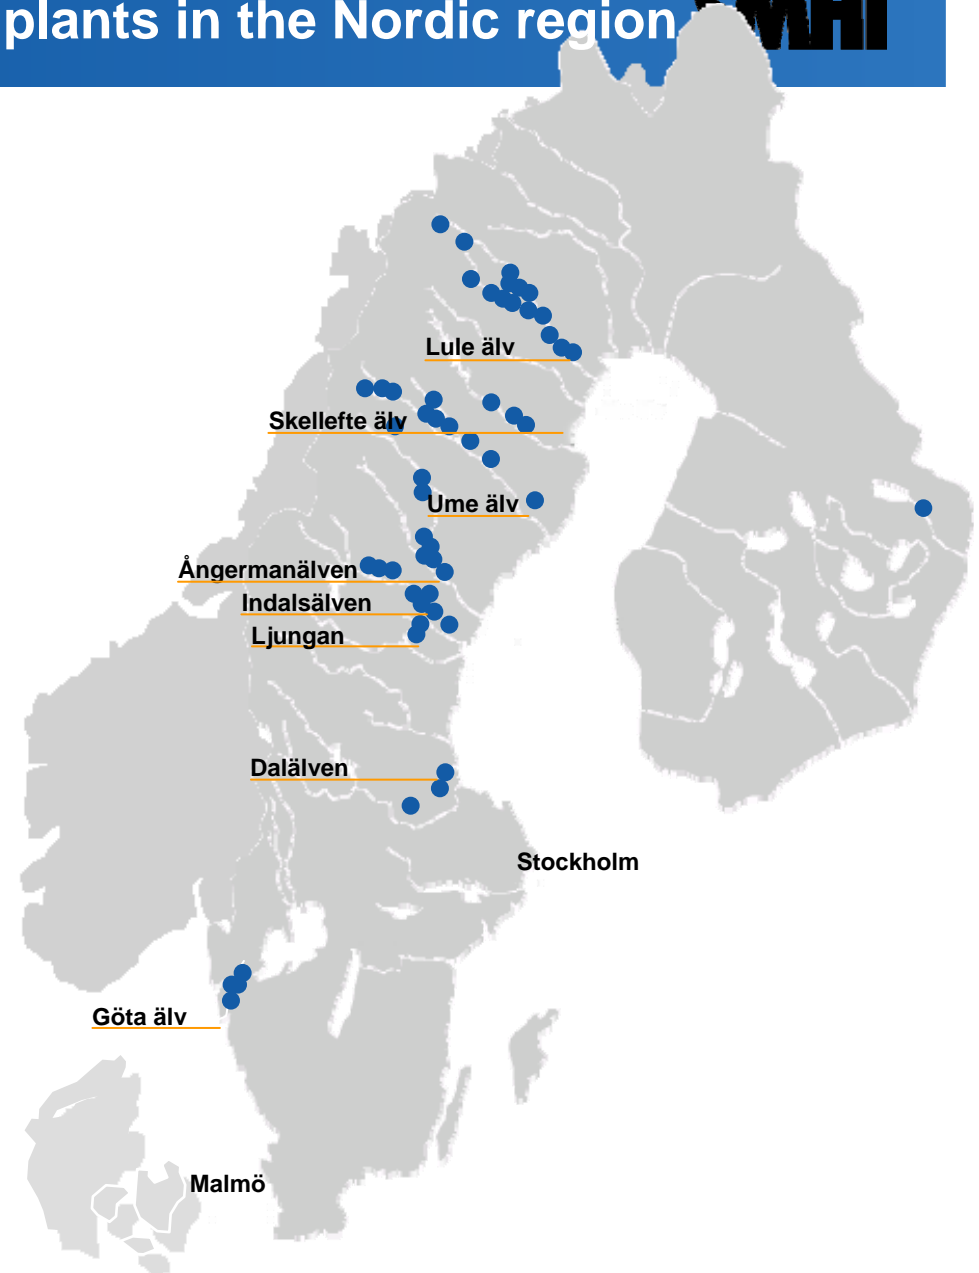 plants in the Nordic region
Lule älv
Skellefte älv
Ume älv
Ångermanälven
Indalsälven
Ljungan
Dalälven
Stockholm
Göta älv
Malmö